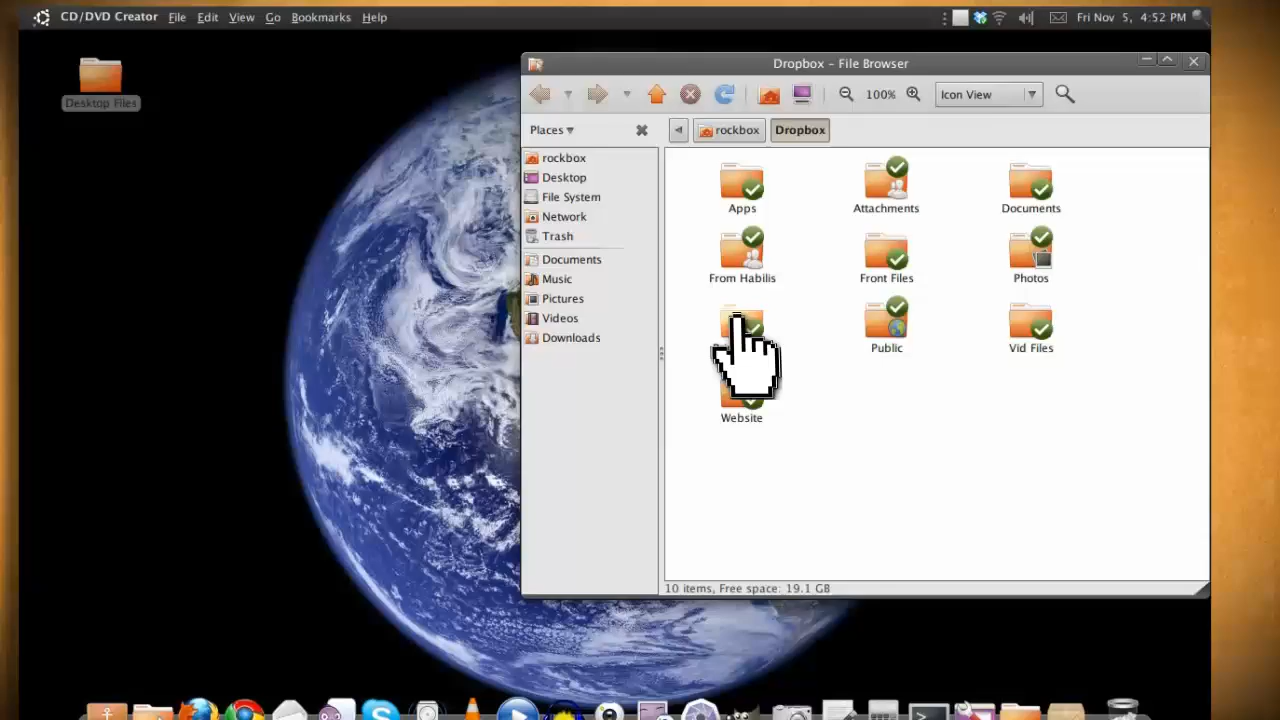 CD/DVD Creator File Edit View Go Bookmarks Help Fri Nov 5, 4:52 PM
Desktop Files
Dropbox – File Browser
100% Icon View
Places rockbox Dropbox
rockbox
Desktop
File System
Network
Trash
Documents
Music
Pictures
Videos
Downloads
Apps Attachments Documents
From Habilis Front Files Photos
Public Vid Files
Website
10 items, Free space: 19.1 GB